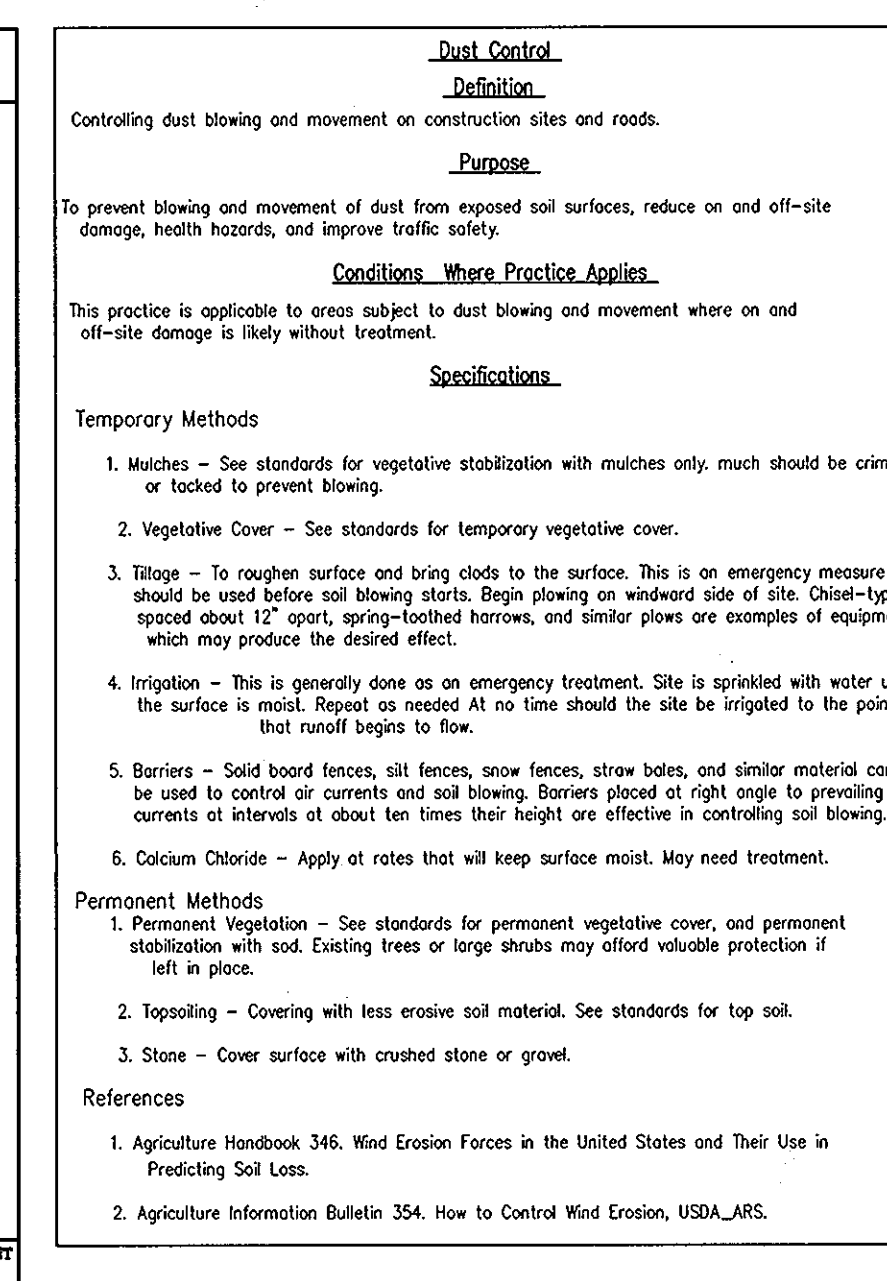 Dust Control
Definition
Controlling dust blowing and movement on construction sites and roads.
Purpose
To prevent blowing and movement of dust from exposed soil surfaces, reduce on and off-site
damage, health hazards, and improve traffic safety.
Conditions Where Practice Applies
This practice is applicable to areas subject to dust blowing and movement where on and
off-site damage is likely without treatment.
Specifications
Temporary Methods
1. Mulches - See standards for vegetative stabilization with mulches only. much should be crim
or tacked to prevent blowing.
2. Vegetative Cover - See standards for temporary vegetative cover.
3. Tillage - To roughen surface and bring clods to the surface. This is an emergency measure
should be used before soil blowing starts. Begin plowing on windward side of site. Chisel-typ
spaced about 12" apart, spring-toothed harrows, and similar plows are examples of equipm
which may produce the desired effect.
4. Irrigation - This is generally done as an emergency treatment. Site is sprinkled with water u
the surface is moist. Repeat as needed At no time should the site be irrigated to the poin
that runoff begins to flow.
5. Barriers - Solid board fences, silt fences, snow fences, straw bales, and similar material can
be used to control air currents and soil blowing. Barriers placed at right angle to prevailing
currents at intervals at about ten times their height are effective in controlling soil blowing.
6. Calcium Chloride - Apply at rates that will keep surface moist. May need treatment.
Permanent Methods
1. Permanent Vegetation - See standards for permanent vegetative cover, and permanent
stabilization with sod. Existing trees or large shrubs may afford valuable protection if
left in place.
2. Topsoiling - Covering with less erosive soil material. See standards for top soil.
3. Stone - Cover surface with crushed stone or gravel.
References
1. Agriculture Handbook 346. Wind Erosion Forces in the United States and Their Use in
Predicting Soil Loss.
2. Agriculture Information Bulletin 354. How to Control Wind Erosion, USDA_ARS.